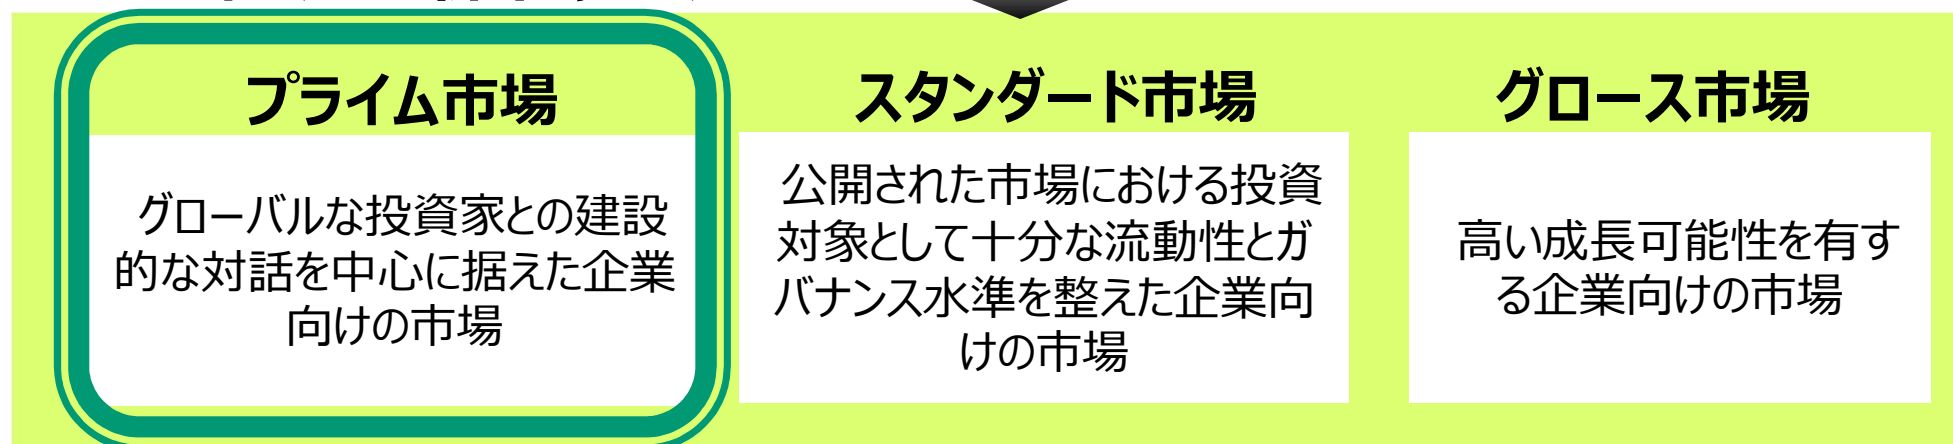 プライム市場
グローバルな投資家との建設
的な対話を中心に据えた企業
向けの市場
スタンダード市場
公開された市場における投資
対象として十分な流動性とガ
バナンス水準を整えた企業向
けの市場
グロース市場
高い成長可能性を有す
る企業向けの市場